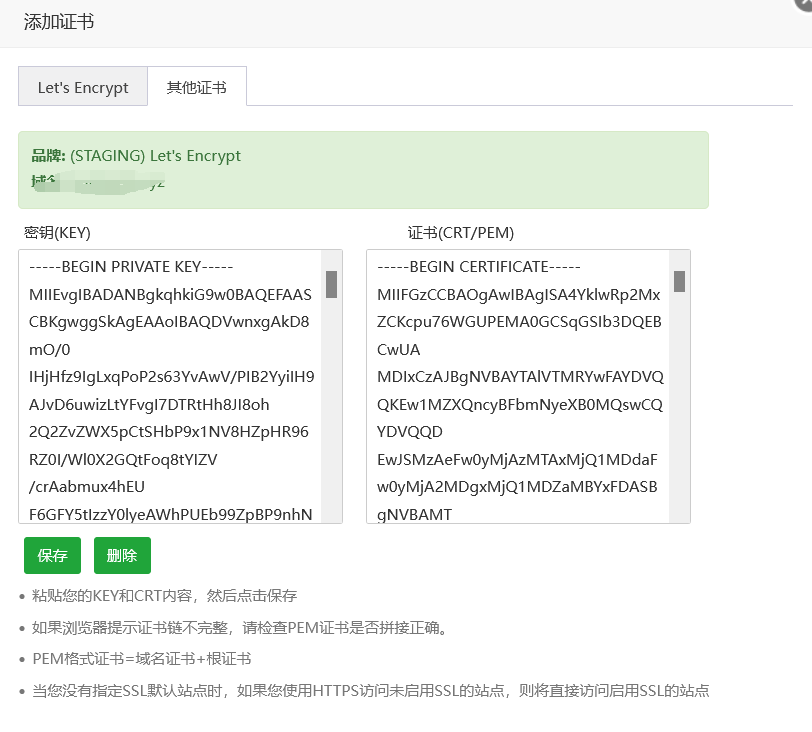 添加证书
Let's Encrypt
其他证书
品牌: (STAGING) Let's Encrypt
密钥(KEY)
证书(CRT/PEM)
-----BEGIN PRIVATE KEY-----
MIIEvgIBADANBgkqhkiG9w0BAQEFAAS
CBKgwggSkAgEAAoIBAQDVwnxgAkD8
mO/0
IHjHfz9IgLxqPoP2s63YvAwV/PIB2YyiIH9
AJvD6uwizLtYFvgI7DTRtHh8JI8oh
2Q2ZvZWX5pCtSHbP9x1NV8HZpHR96
RZ0I/Wl0X2GQtFoq8tYIZV
/crAabmux4hEU
F6GFY5tIzzY0lyeAWhPUEb99ZpBP9nhN
-----BEGIN CERTIFICATE-----
MIIFGzCCBAOgAwIBAgISA4YklwRp2Mx
ZCKcpu76WGUPEMA0GCSqGSIb3DQEB
CwUA
MDIxCzAJBgNVBAYTAlVTMRYwFAYDVQ
QKEw1MZXQncyBFbmNyeXB0MQswCQ
YDVQQD
EwJSMzAeFw0yMjAzMTAxMjQ1MDdaF
w0yMjA2MDgxMjQ1MDZaMBYxFDASB
gNVBAMT
保存
删除
• 粘贴您的KEY和CRT内容，然后点击保存
• 如果浏览器提示证书链不完整，请检查PEM证书是否拼接正确。
• PEM格式证书=域名证书+根证书
• 当您没有指定SSL默认站点时，如果您使用HTTPS访问未启用SSL的站点，则将直接访问启用SSL的站点